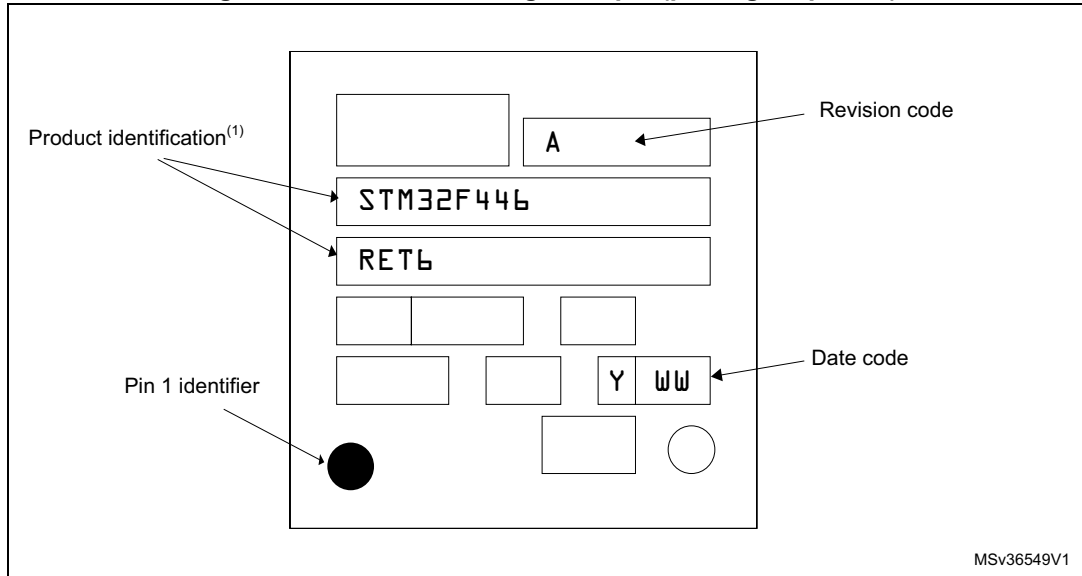 Revision code
Product identification(1)
A
STM32F446
RET6
Date code
Y WW
Pin 1 identifier
MSv36549V1